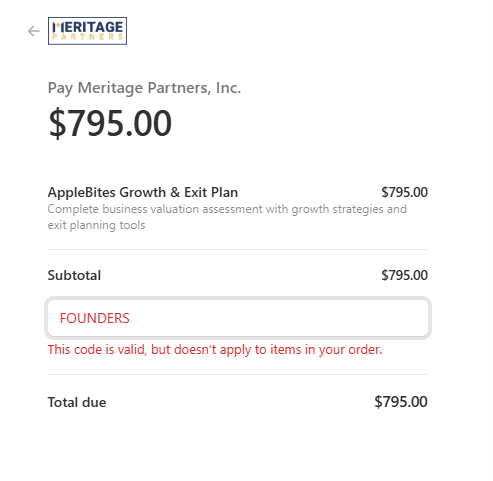 MERITAGE
PARTNERS
Pay Meritage Partners, Inc.
$795.00
AppleBites Growth & Exit Plan $795.00
Complete business valuation assessment with growth strategies and
exit planning tools
Subtotal $795.00
FOUNDERS
This code is valid, but doesn’t apply to items in your order.
Total due $795.00